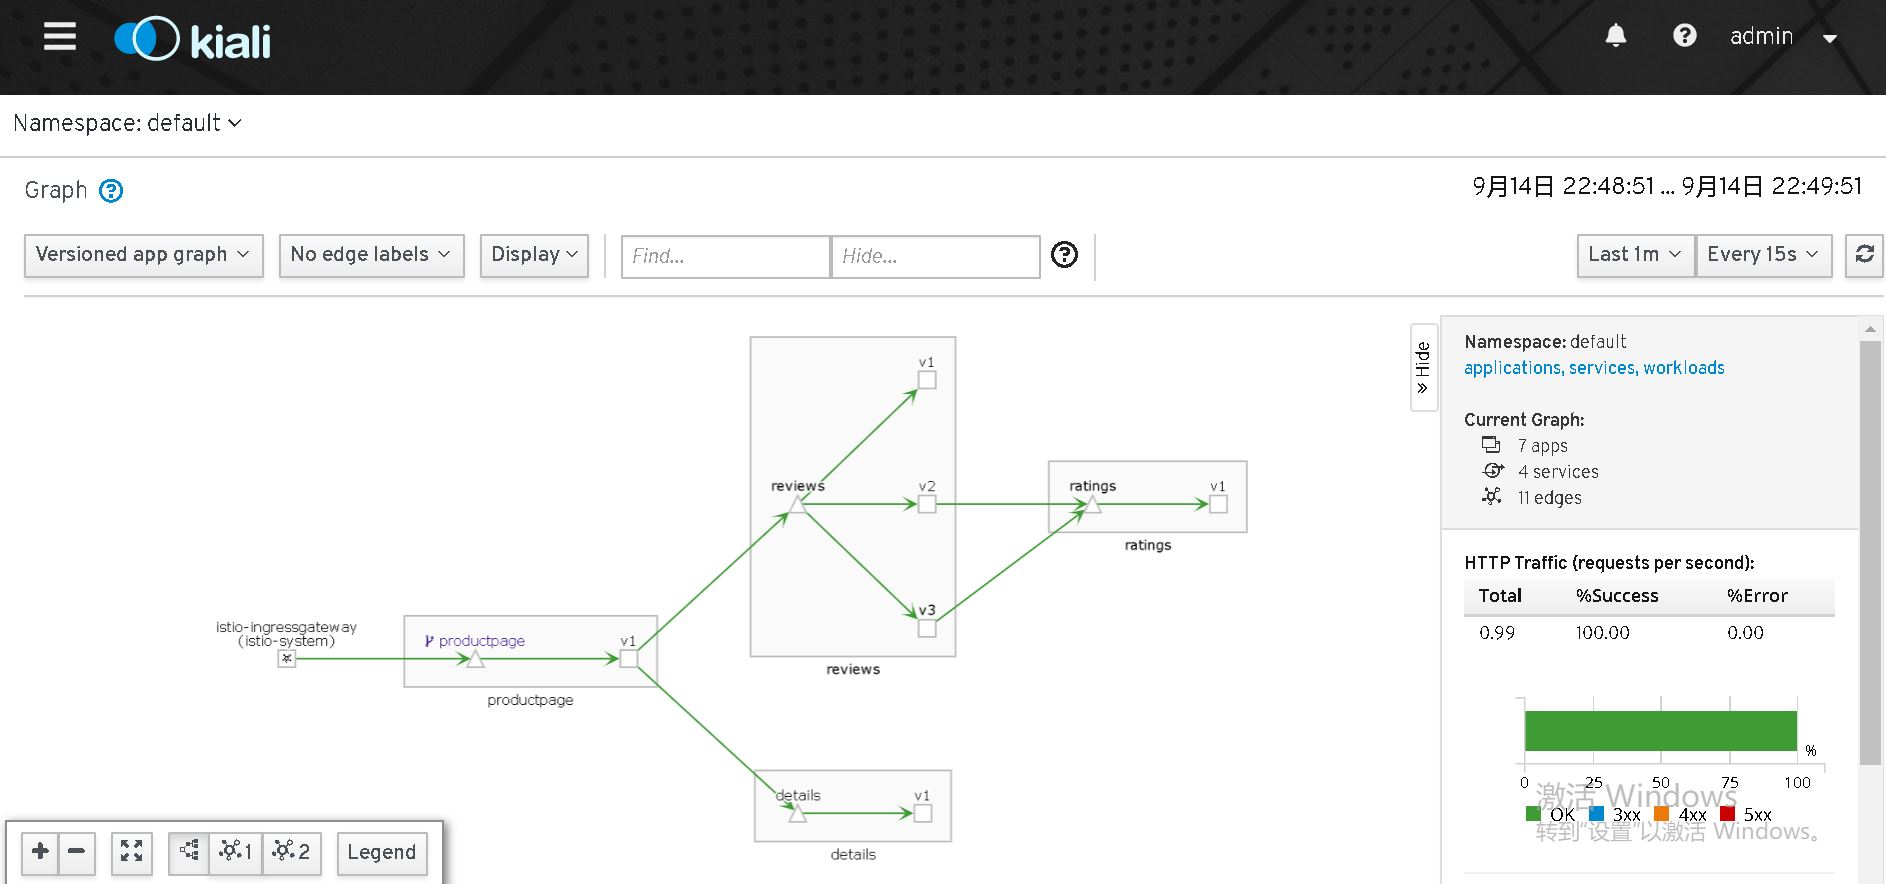 kiali
admin
Namespace: default
Graph
9月14日 22:48:51 ... 9月14日 22:49:51
Versioned app graph
No edge labels
Display
Find...
Hide...
Last 1m
Every 15s
Hide
Namespace: default
applications, services, workloads
Current Graph:
7 apps
4 services
11 edges
HTTP Traffic (requests per second):
Total %Success %Error
0.99 100.00 0.00
%
0 25 50 75 100
OK 3xx 4xx 5xx
激活 Windows
转到"设置"以激活 Windows。
v1
reviews
v2
v3
reviews
ratings
v1
ratings
istio-ingressgateway
(istio-system)
productpage
v1
productpage
details
v1
details
1
2
Legend